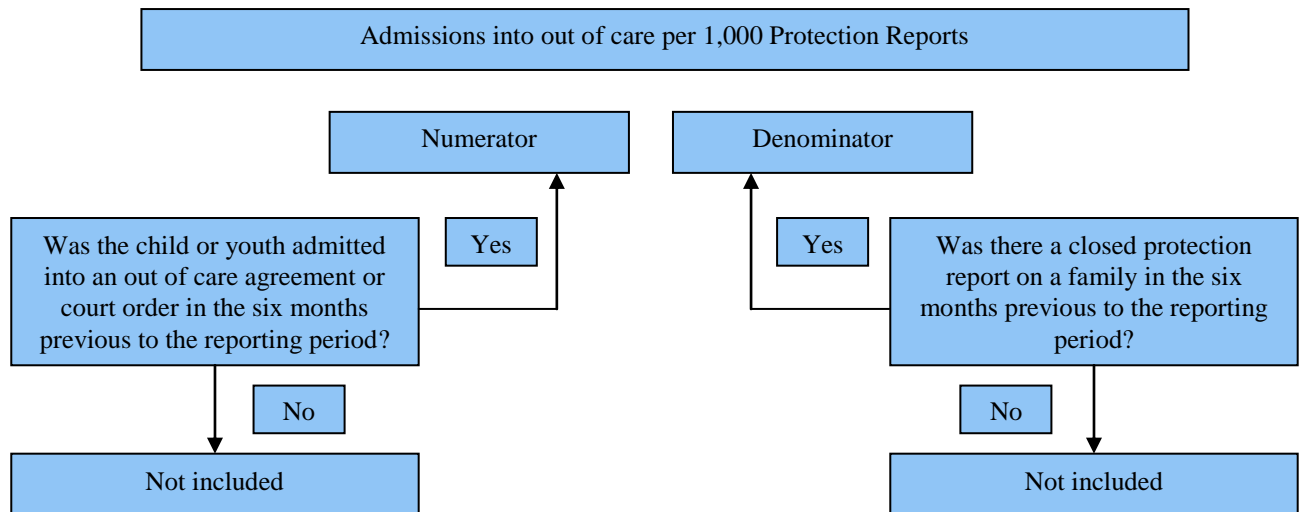 Admissions into out of care per 1,000 Protection Reports
Numerator
Denominator
Was the child or youth admitted
into an out of care agreement or
court order in the six months
previous to the reporting period?
Yes
Yes
Was there a closed protection
report on a family in the six
months previous to the reporting
period?
No
No
Not included
Not included